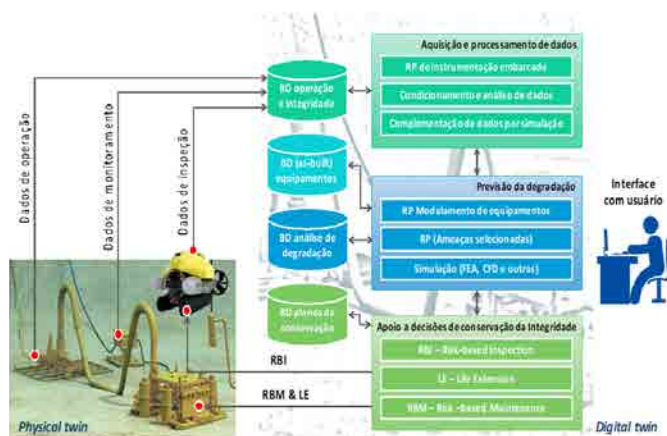 Dados de operação
Dados de monitoramento
Dados de inspeção
BD operação
e integridade
BD (as-built)
equipamentos
BD análise de
degradação
BD planos de
conservação
Aquisição e processamento de dados
RP de instrumentação embarcada
Condicionamento e análise de dados
Complementação de dados por simulação
Previsão da degradação
RP Modulamento de equipamentos
RP (Ameaças selecionadas)
Simulação (FEA, CFD e outras)
Apoio a decisões de conservação da Integridade
RBI – Risk-based Inspection
LE – Life Extension
RBM – Risk -based Maintenance
Interface
com usuário
RBI
RBM & LE
Physical twin
Digital twin